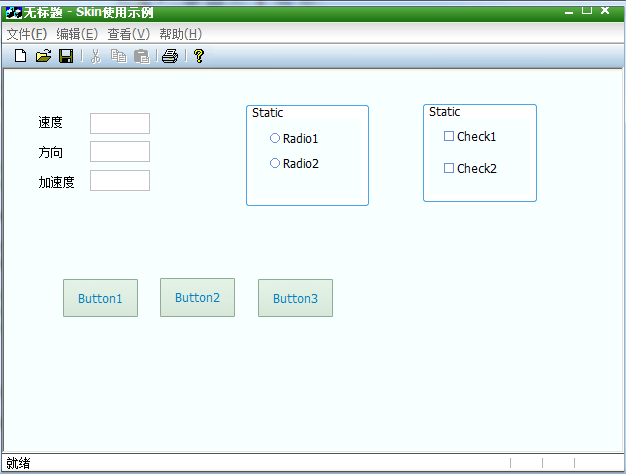 无标题 - Skin使用示例
文件(F) 编辑(E) 查看(V) 帮助(H)
速度
方向
加速度
Static
Radio1
Radio2
Static
Check1
Check2
Button1 Button2 Button3
就绪